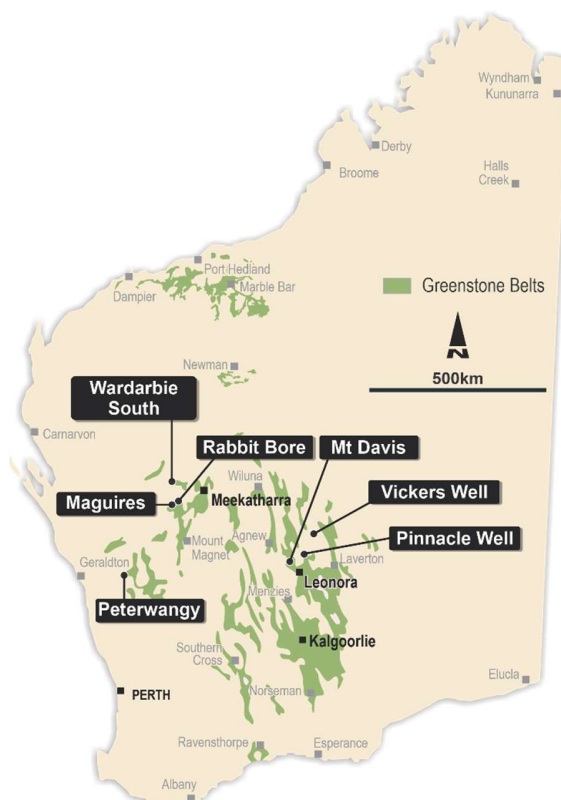 Wyndham
Kununarra
Derby
Broome
Halls
Creek
Port Hedland
Marble Bar
Dampier
Greenstone Belts
N
500km
Newman
Wardarbie
South
Carnarvon
Rabbit Bore
Mt Davis
Wiluna
Meekatharra
Vickers Well
Maguires
Agnew
Mount
Magnet
Pinnacle Well
Laverton
Geraldton
Leonora
Menzies
Peterwangy
Kalgoorlie
Southern
Cross
Elucla
PERTH
Norseman
Ravensthorpe
Esperance
Albany